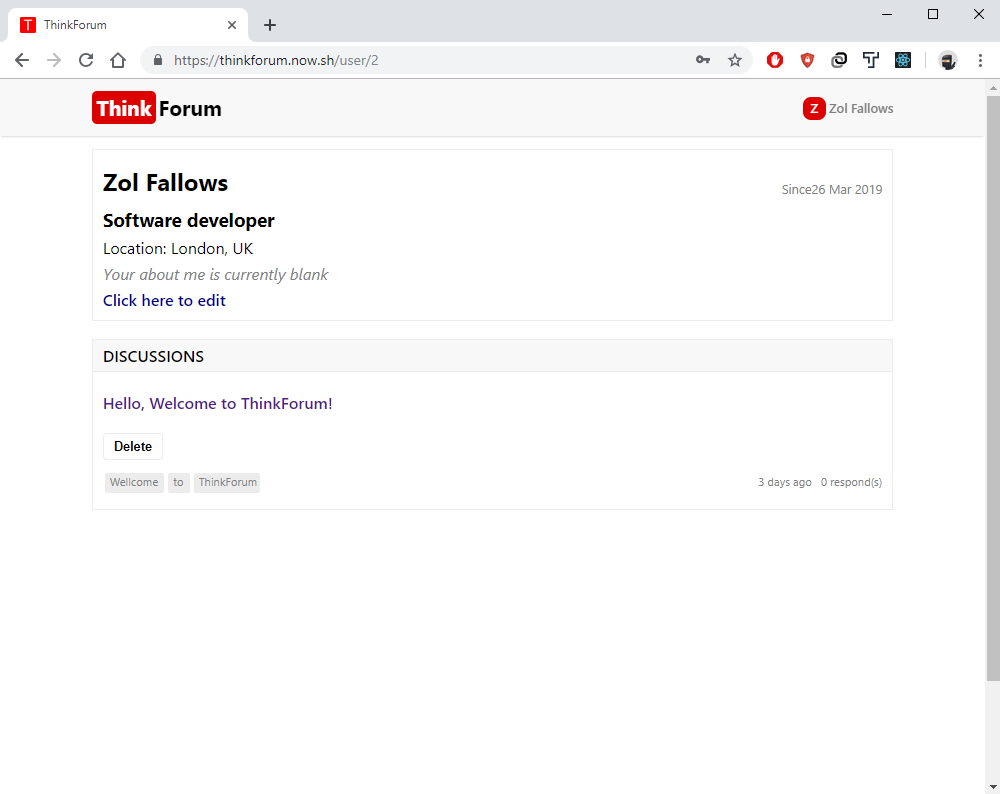 T ThinkForum
https://thinkforum.now.sh/user/2
Think Forum
Z Zol Fallows
Zol Fallows
Since26 Mar 2019
Software developer
Location: London, UK
Your about me is currently blank
Click here to edit
DISCUSSIONS
Hello, Welcome to ThinkForum!
Delete
Wellcome to ThinkForum
3 days ago 0 respond(s)